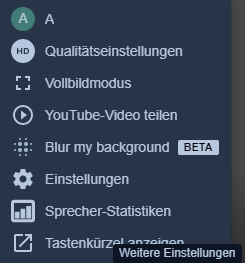 A A
HD Qualitätseinstellungen
Vollbildmodus
YouTube-Video teilen
Blur my background BETA
Einstellungen
Sprecher-Statistiken
Tastenkürzel anzeigen
Weitere Einstellungen